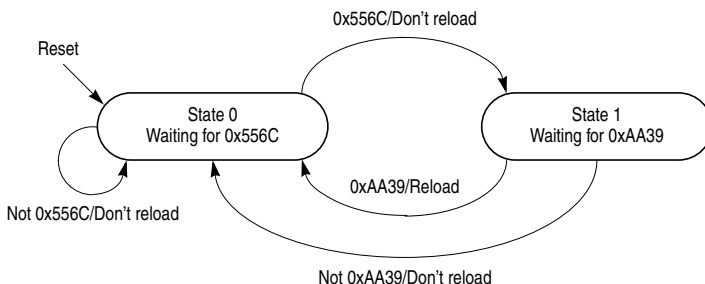 0x556C/Don't reload
Reset
State 0
Waiting for 0x556C
State 1
Waiting for 0xAA39
0xAA39/Reload
Not 0x556C/Don't reload
Not 0xAA39/Don't reload